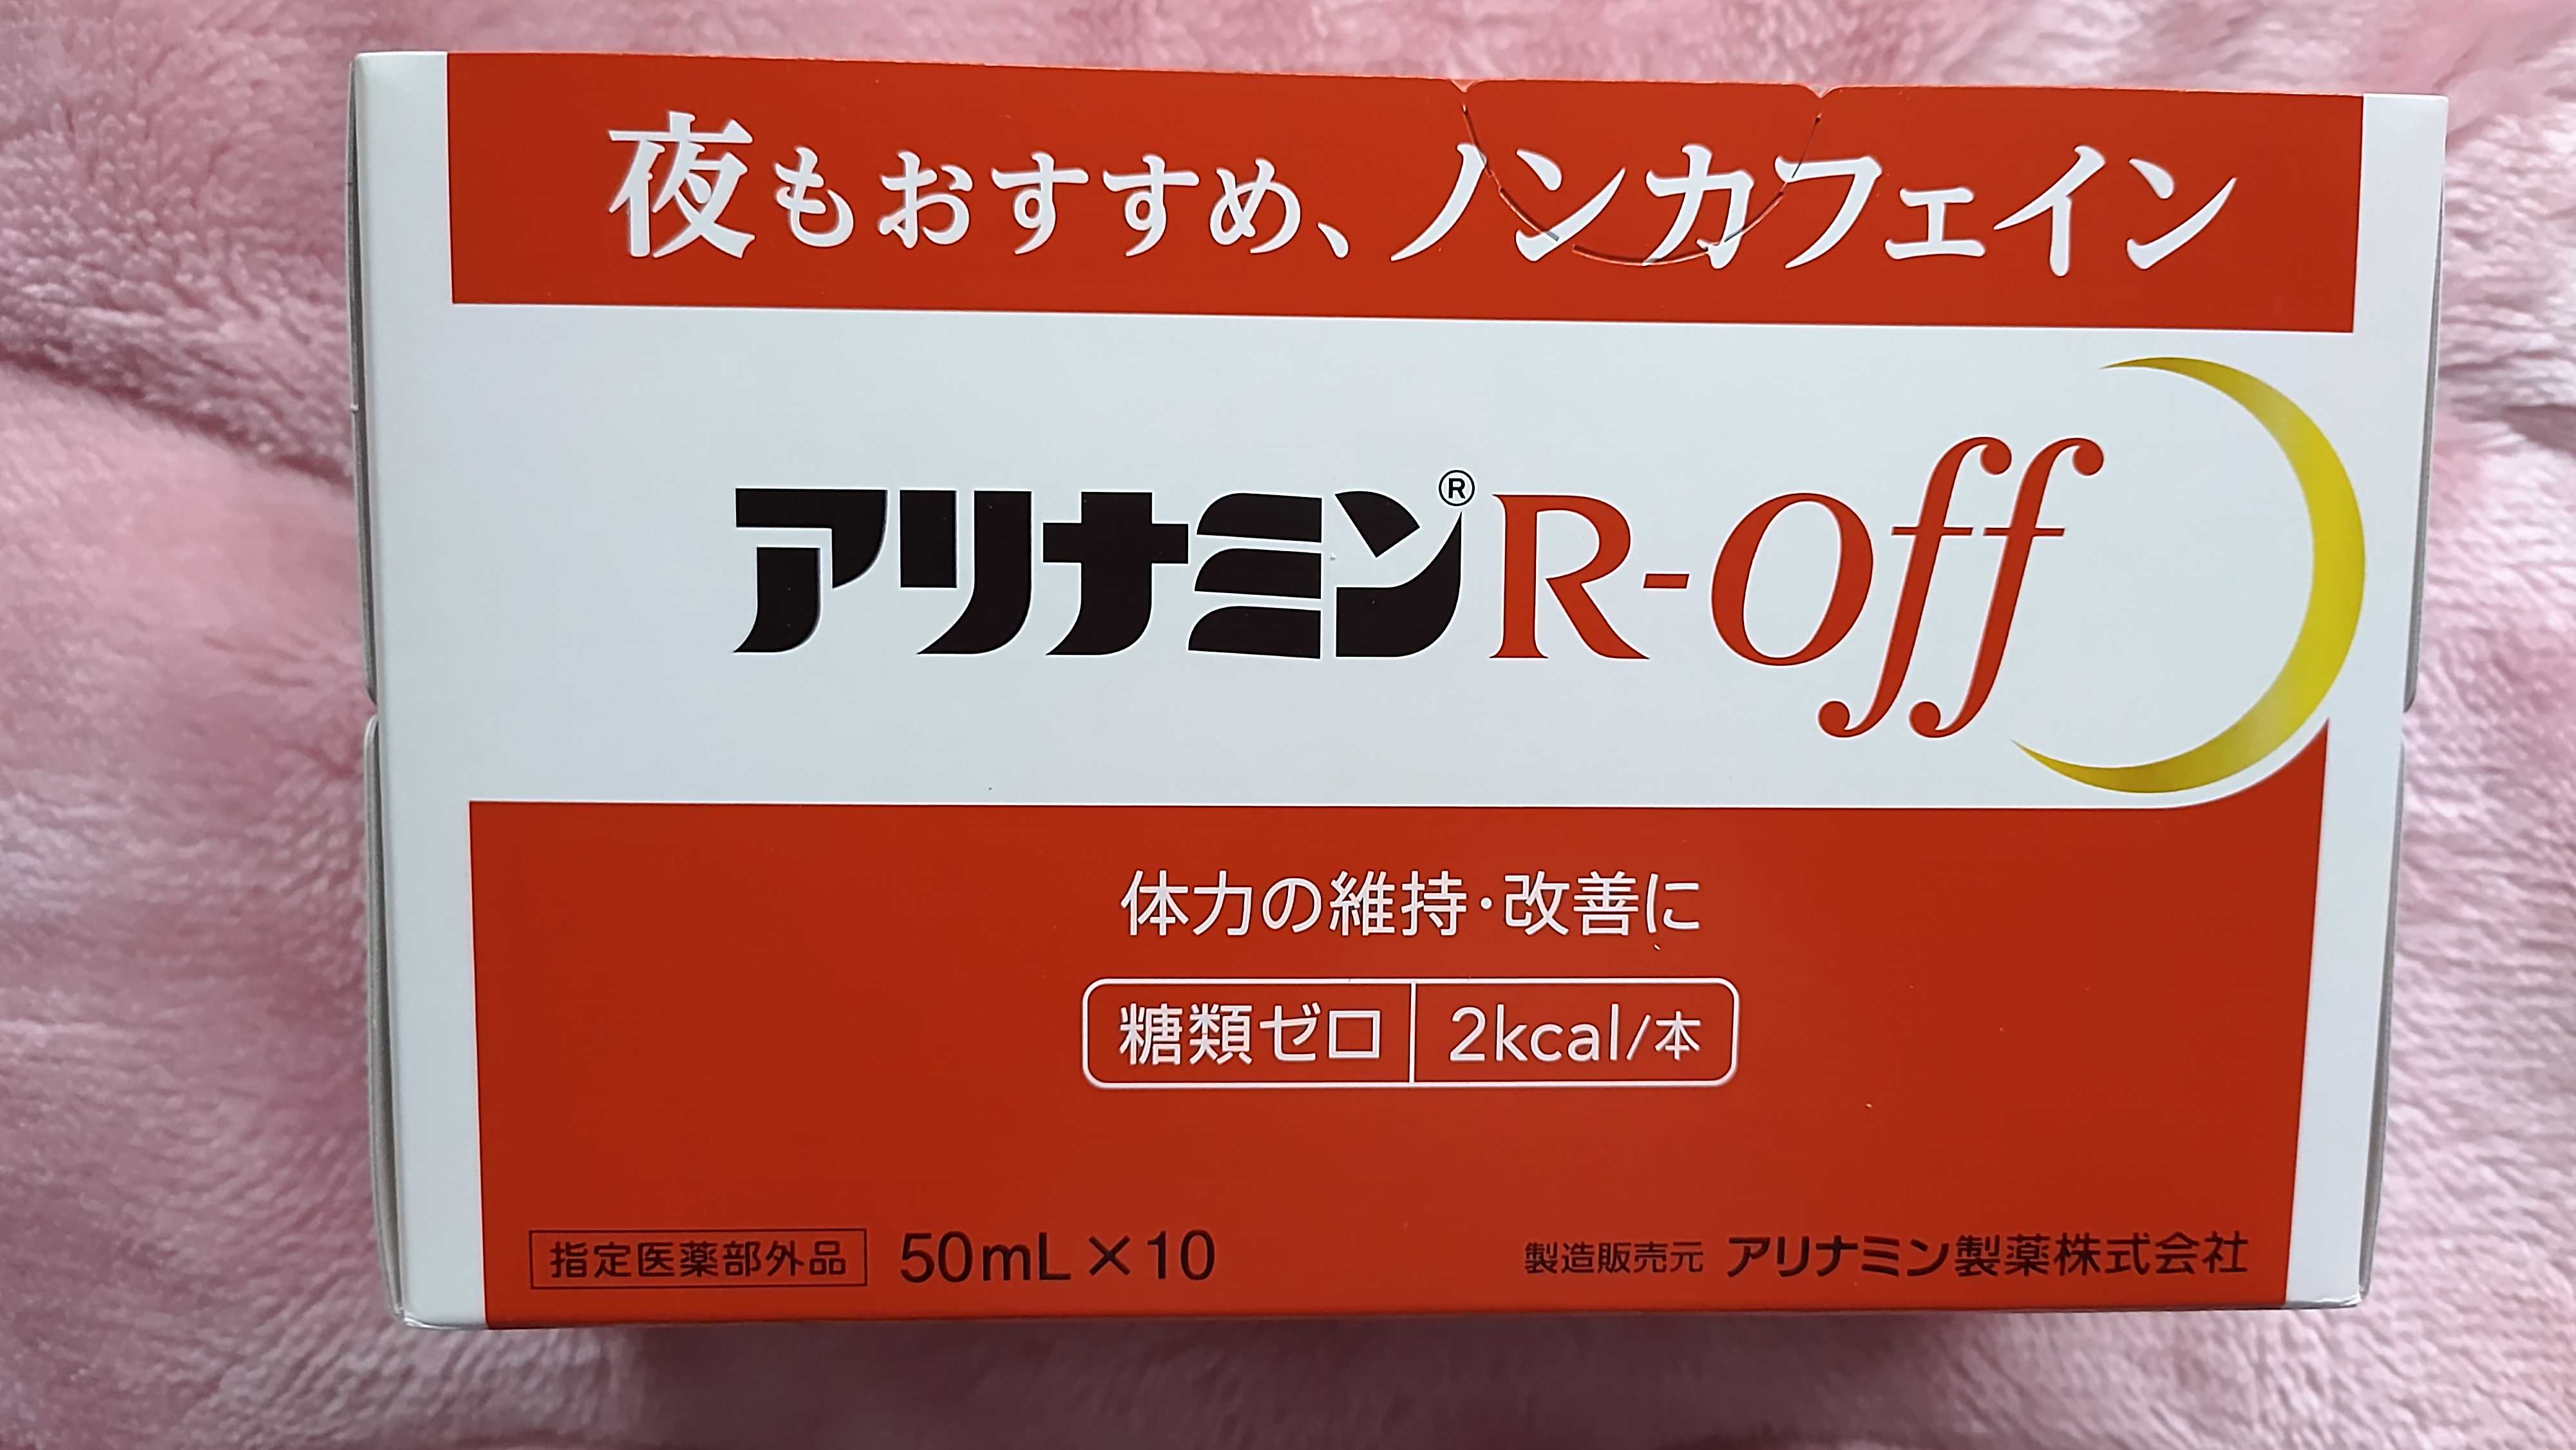 夜もおすすめ、ノンカフェイン
アリナミン®R-off
体力の維持･改善に
糖類ゼロ 2kcal/本
指定医薬部外品 50mL×10 製造販売元 アリナミン製薬株式会社